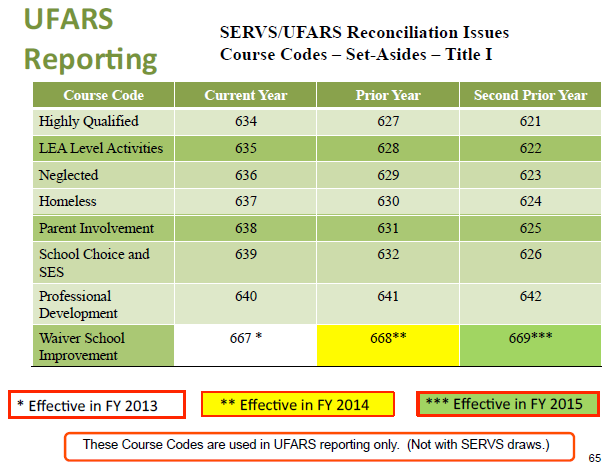 UFARS
Reporting
SERVS/UFARS Reconciliation Issues
Course Codes – Set-Asides – Title I
Course Code Current Year Prior Year Second Prior Year
Highly Qualified 634 627 621
LEA Level Activities 635 628 622
Neglected 636 629 623
Homeless 637 630 624
Parent Involvement 638 631 625
School Choice and 639 632 626
SES
Professional 640 641 642
Development
Waiver School 667 * 668** 669***
Improvement
* Effective in FY 2013 ** Effective in FY 2014 *** Effective in FY 2015
These Course Codes are used in UFARS reporting only. (Not with SERVS draws.)
65